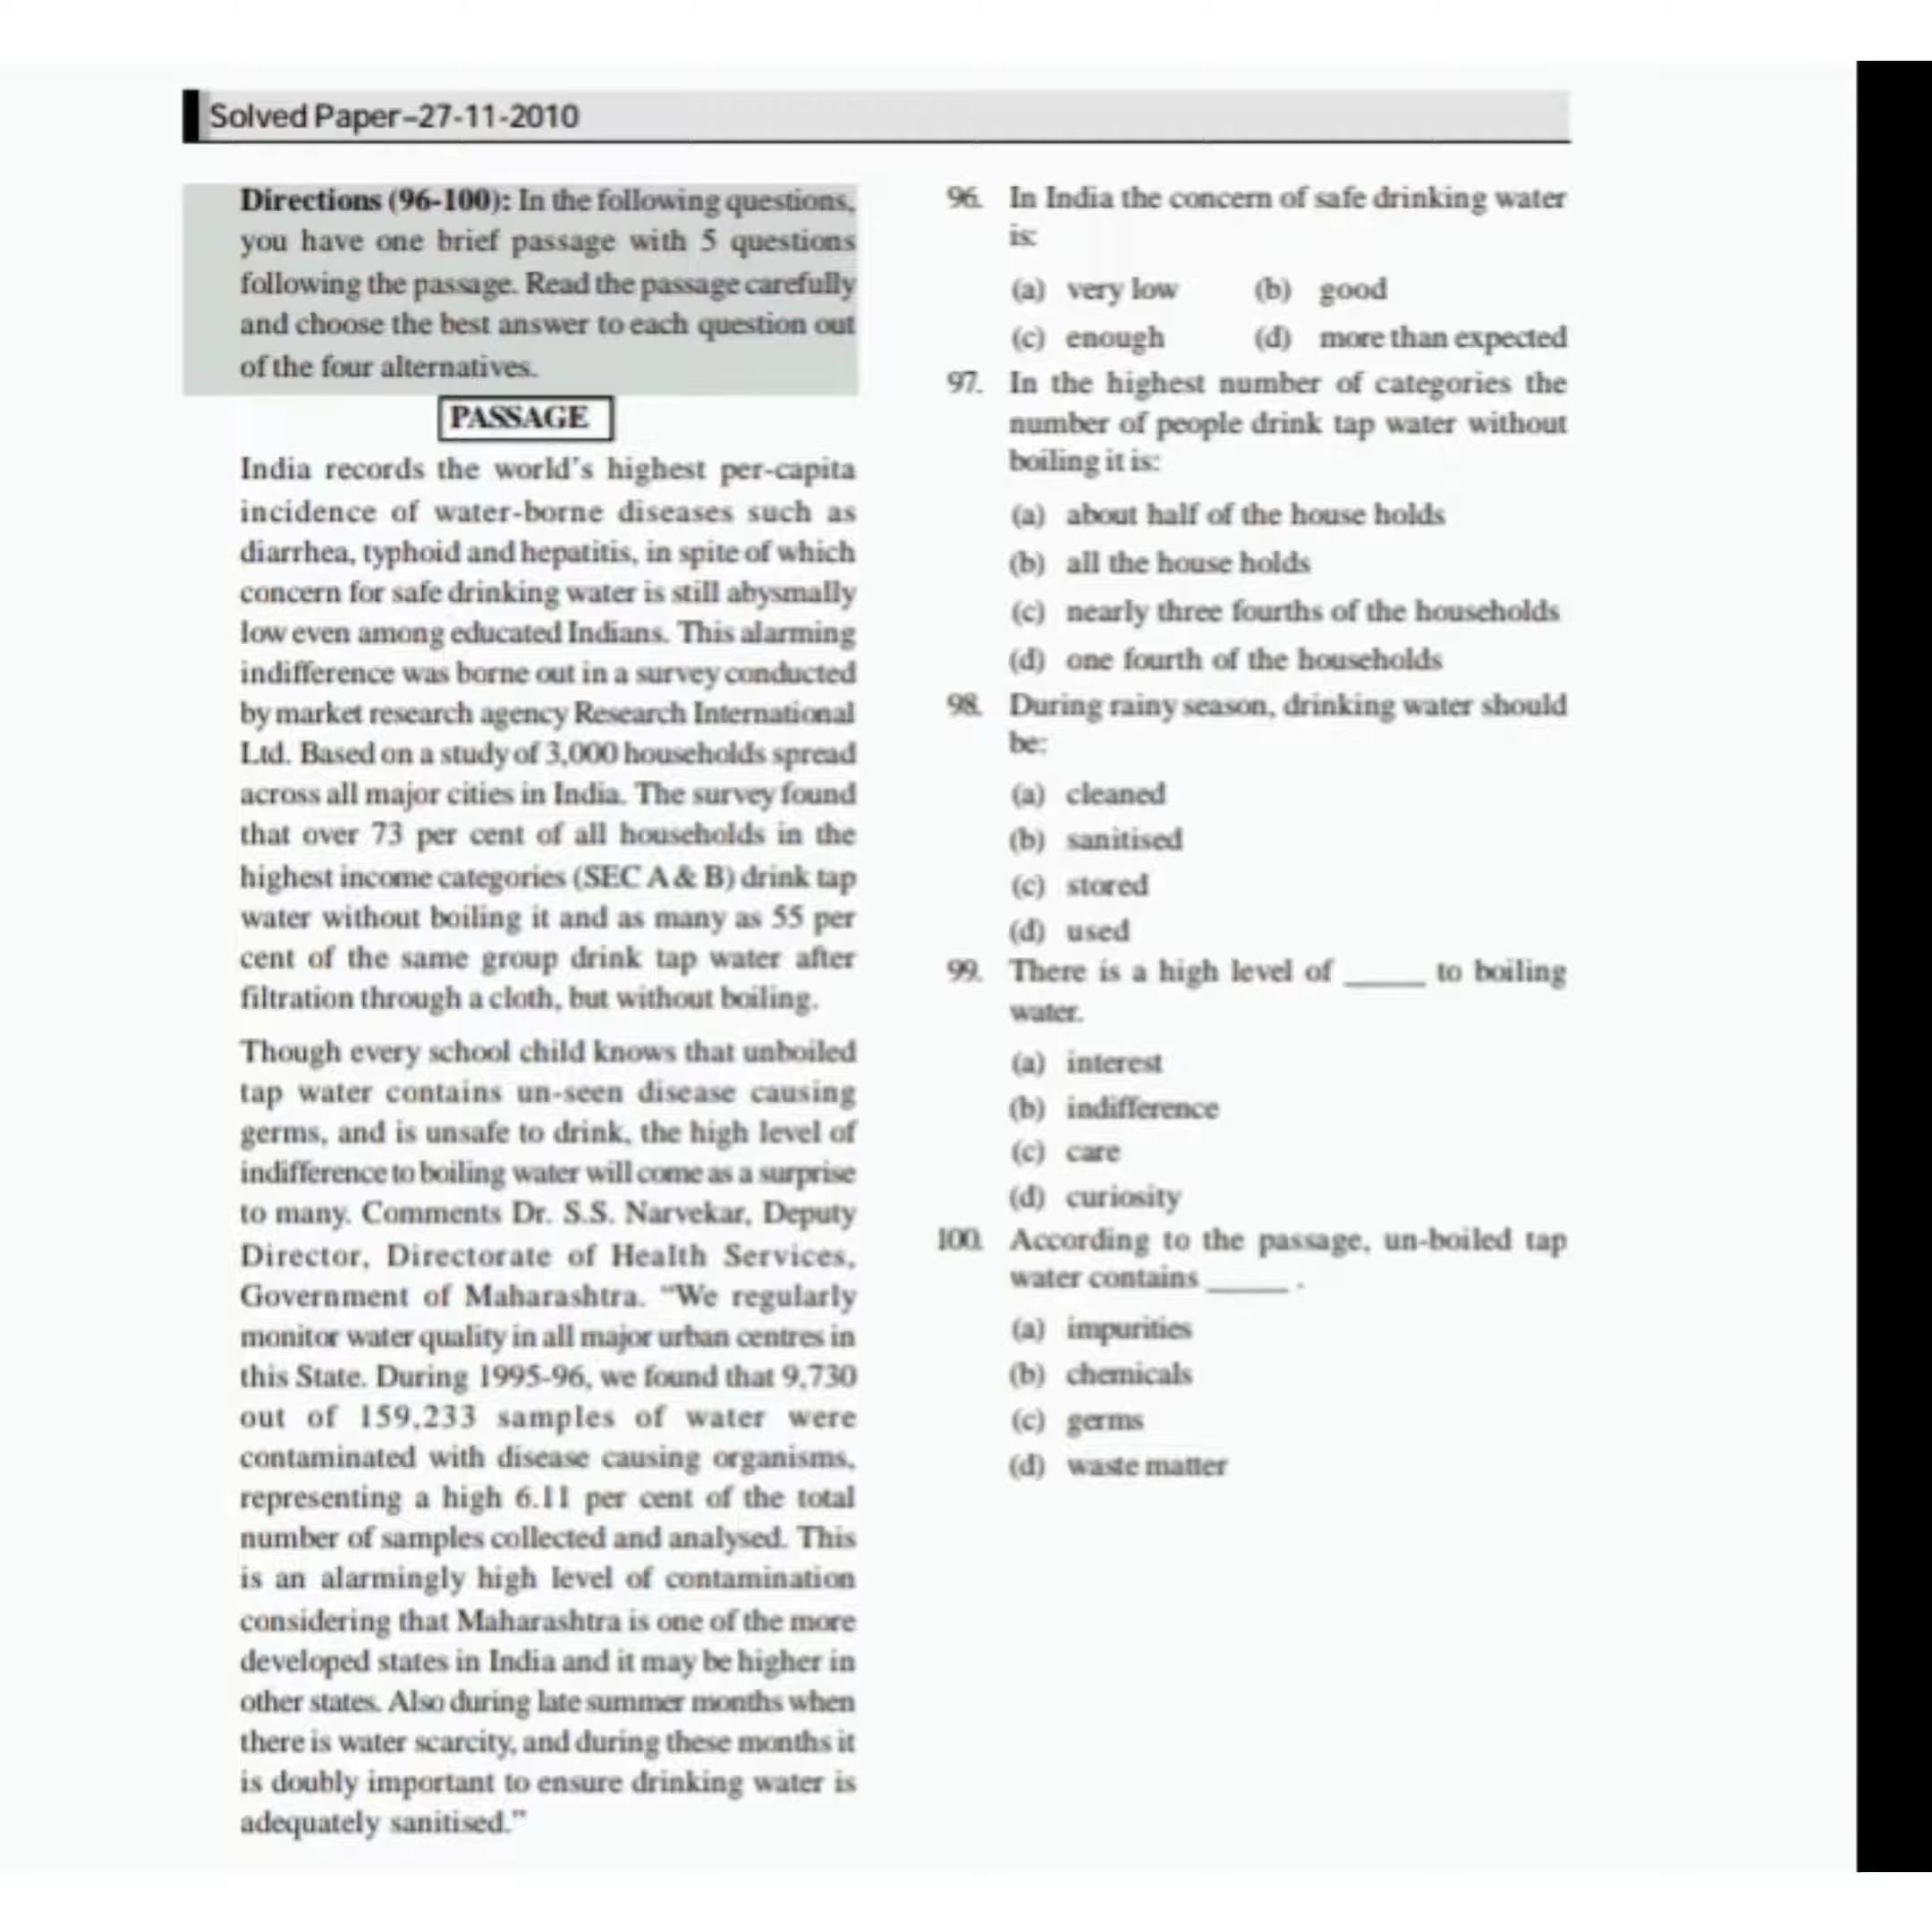 Solved Paper–27-11-2010
Directions (96-100): In the following questions,
you have one brief passage with 5 questions
following the passage. Read the passage carefully
and choose the best answer to each question out
of the four alternatives.
PASSAGE
India records the world's highest per-capita
incidence of water-borne diseases such as
diarrhea, typhoid and hepatitis, in spite of which
concern for safe drinking water is still abysmally
low even among educated Indians. This alarming
indifference was borne out in a survey conducted
by market research agency Research International
Ltd. Based on a study of 3,000 households spread
across all major cities in India. The survey found
that over 73 per cent of all households in the
highest income categories (SEC A & B) drink tap
water without boiling it and as many as 55 per
cent of the same group drink tap water after
filtration through a cloth, but without boiling.
Though every school child knows that unboiled
tap water contains un-seen disease causing
germs, and is unsafe to drink, the high level of
indifference to boiling water will come as a surprise
to many. Comments Dr. S.S. Narvekar, Deputy
Director, Directorate of Health Services,
Government of Maharashtra. "We regularly
monitor water quality in all major urban centres in
this State. During 1995-96, we found that 9,730
out of 159,233 samples of water were
contaminated with disease causing organisms,
representing a high 6.11 per cent of the total
number of samples collected and analysed. This
is an alarmingly high level of contamination
considering that Maharashtra is one of the more
developed states in India and it may be higher in
other states. Also during late summer months when
there is water scarcity, and during these months it
is doubly important to ensure drinking water is
adequately sanitised."
96. In India the concern of safe drinking water
is:
(a) very low (b) good
(c) enough (d) more than expected
97. In the highest number of categories the
number of people drink tap water without
boiling it is:
(a) about half of the house holds
(b) all the house holds
(c) nearly three fourths of the households
(d) one fourth of the households
98. During rainy season, drinking water should
be:
(a) cleaned
(b) sanitised
(c) stored
(d) used
99. There is a high level of _____ to boiling
water.
(a) interest
(b) indifference
(c) care
(d) curiosity
100. According to the passage, un-boiled tap
water contains _____ .
(a) impurities
(b) chemicals
(c) germs
(d) waste matter